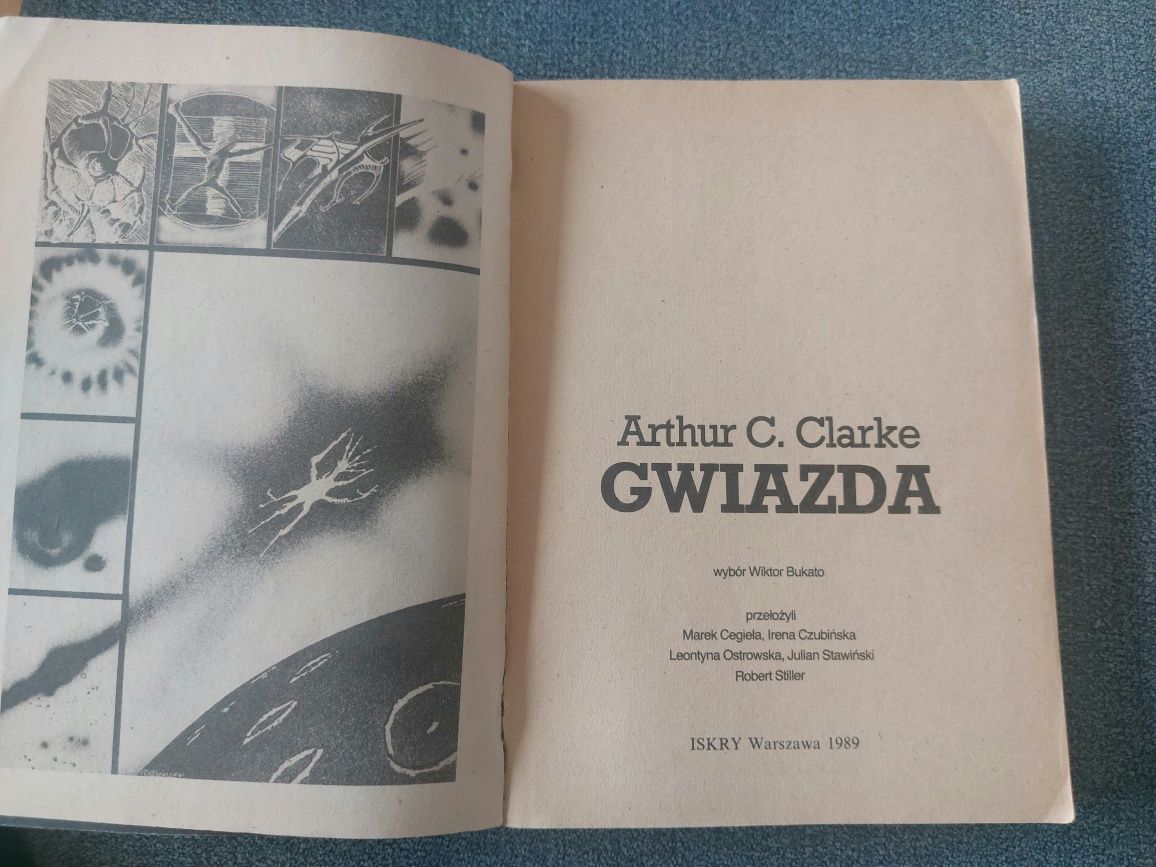 Arthur C. Clarke
GWIAZDA
wybór Wiktor Bukato
przełożyli
Marek Cegieła, Irena Czubińska
Leontyna Ostrowska, Julian Stawiński
Robert Stiller
ISKRY Warszawa 1989